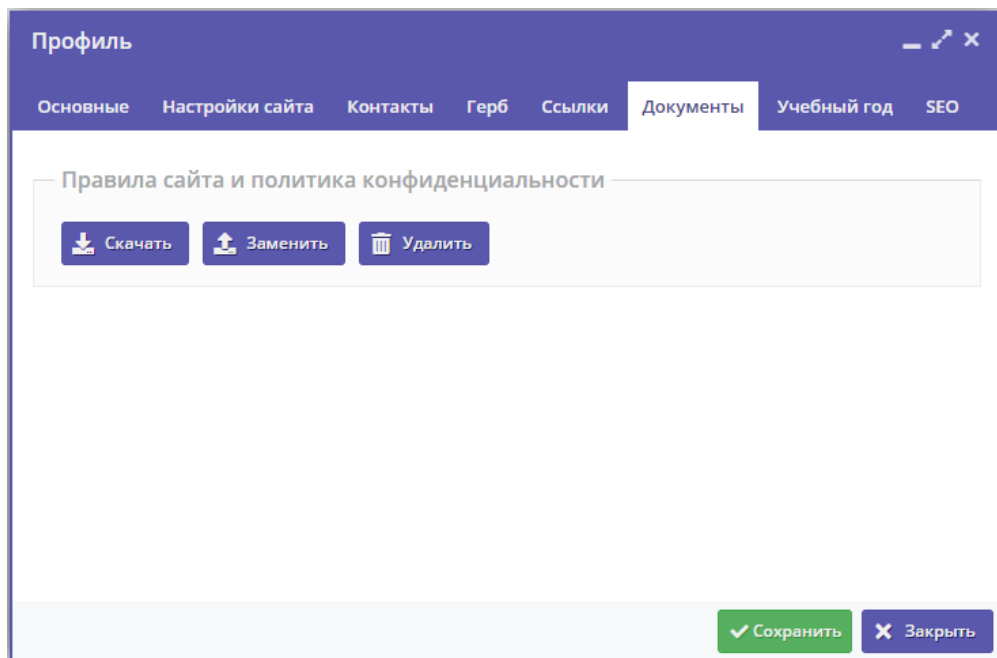 Профиль
Основные Настройки сайта Контакты Герб Ссылки Документы Учебный год SEO
Правила сайта и политика конфиденциальности
Скачать Заменить Удалить
Сохранить Закрыть